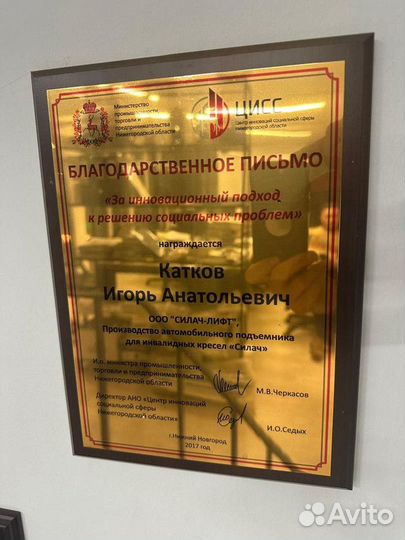 Министерство
промышленности,
торговли и
предпринимательства
Нижегородской области
ЦИСС
Центр инноваций социальной сферы
Нижегородской области
БЛАГОДАРСТВЕННОЕ ПИСЬМО
«За инновационный подход
к решению социальных проблем»
награждается
Катков
Игорь Анатольевич
ООО "СИЛАЧ-ЛИФТ",
Производство автомобильного подъемника
для инвалидных кресел «Силач»
И.о. министра промышленности,
торговли и предпринимательства
Нижегородской области
М.В.Черкасов
Директор АНО «Центр инноваций
социальной сферы
Нижегородской области»
И.О.Седых
г.Нижний Новгород
2017 год
Avito